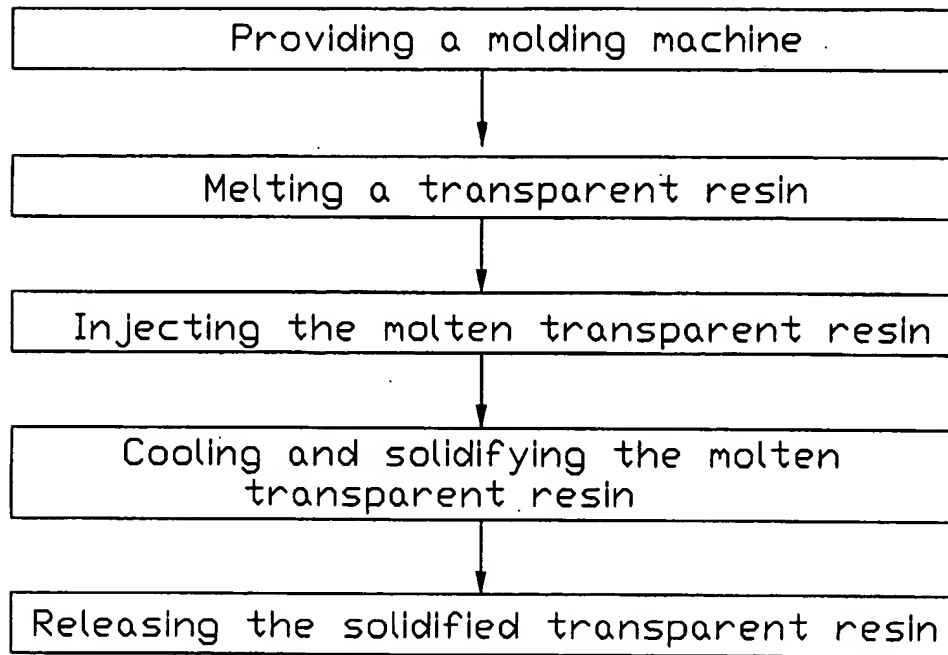 Providing a molding machine
Melting a transparent resin
Injecting the molten transparent resin
Cooling and solidifying the molten
transparent resin
Releasing the solidified transparent resin